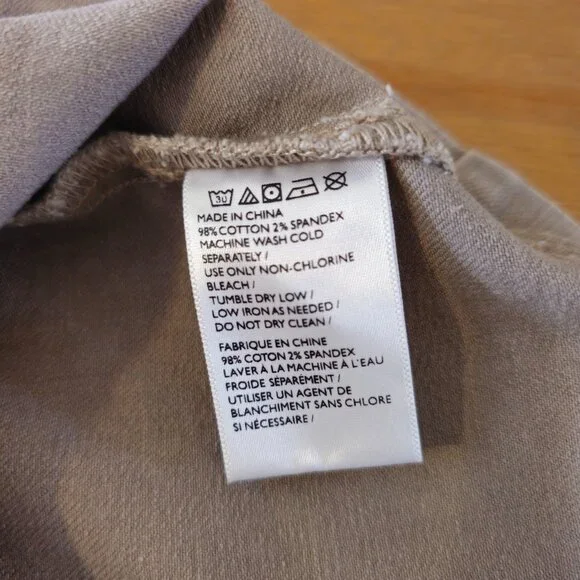 30
MADE IN CHINA
98% COTTON 2% SPANDEX
MACHINE WASH COLD
SEPARATELY /
USE ONLY NON-CHLORINE
BLEACH /
TUMBLE DRY LOW /
LOW IRON AS NEEDED /
DO NOT DRY CLEAN /
FABRIQUE EN CHINE
98% COTON 2% SPANDEX
LAVER À LA MACHINE À L'EAU
FROIDE SÉPARÉMENT /
UTILISER UN AGENT DE
BLANCHIMENT SANS CHLORE
SI NÉCESSAIRE /